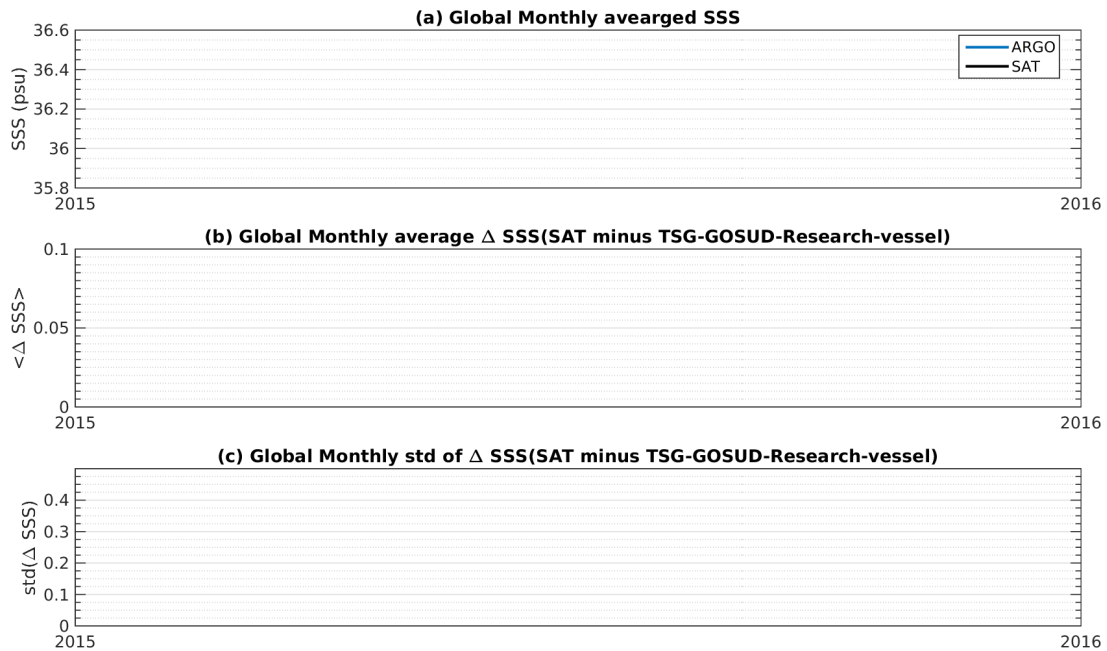 (a) Global Monthly avearged SSS
36.6
36.4
36.2
36
35.8
SSS (psu)
ARGO
SAT
2015
2016
(b) Global Monthly average Δ SSS(SAT minus TSG-GOSUD-Research-vessel)
0.1
0.05
0
<Δ SSS>
2015
2016
(c) Global Monthly std of Δ SSS(SAT minus TSG-GOSUD-Research-vessel)
0.4
0.3
0.2
0.1
0
std(Δ SSS)
2015
2016